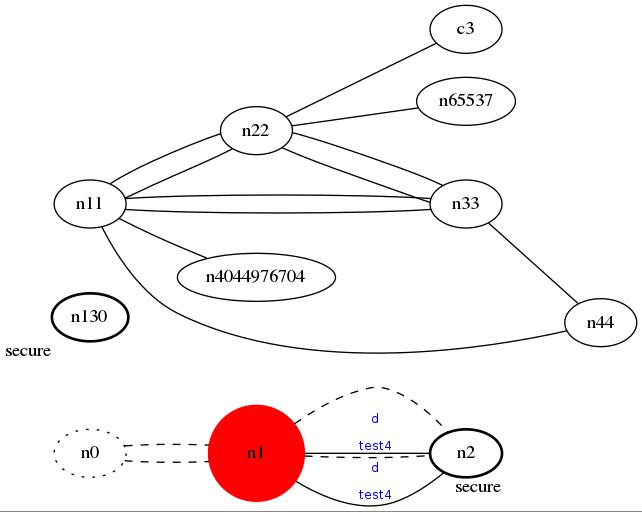 c3
n65537
n22
n11
n33
n4044976704
n130
n44
secure
d
test4
n0
n1
n2
d
secure
test4